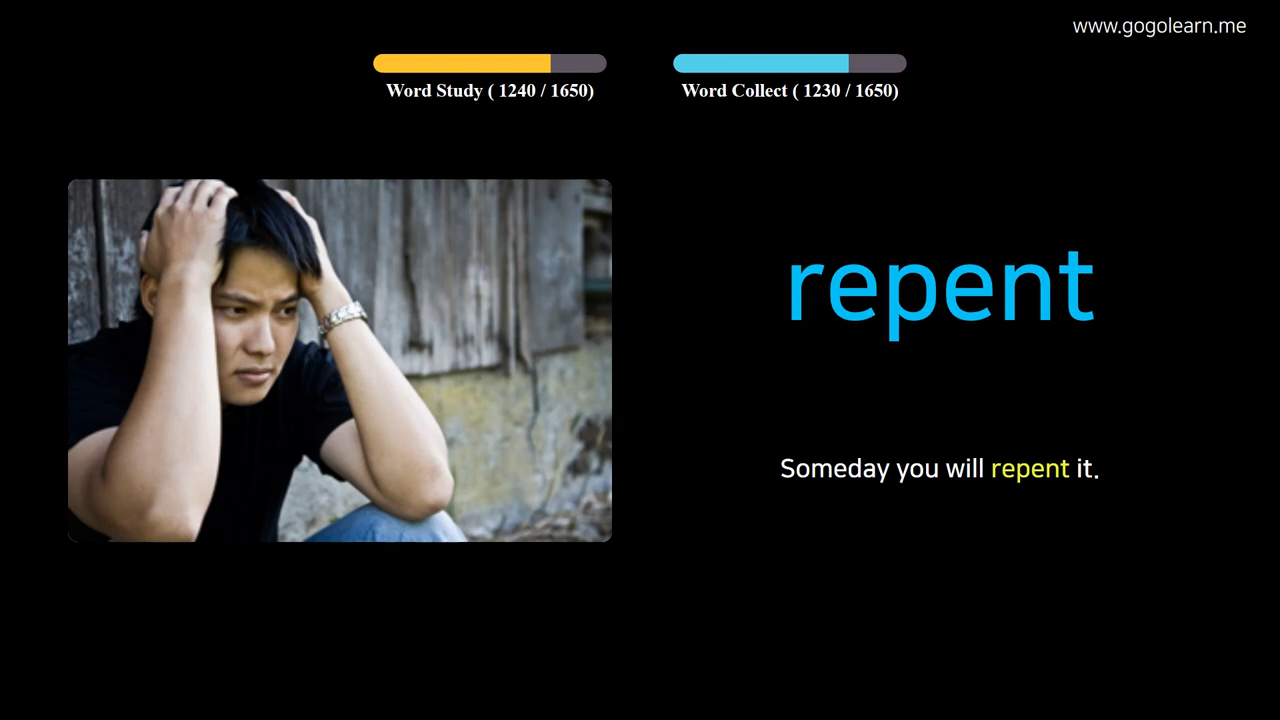 www.gogolearn.me
Word Study ( 1240 / 1650)
Word Collect ( 1230 / 1650)
repent
Someday you will repent it.